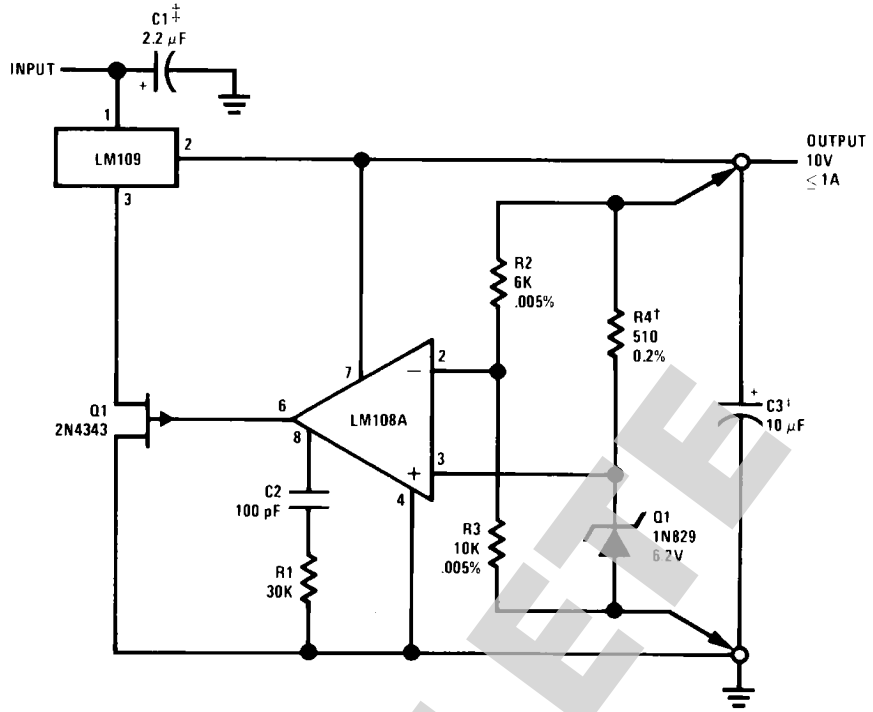 C1‡
2.2 μF
INPUT
+
1
LM109
2
3
OUTPUT
10V
≤ 1A
R2
6K
.005%
R4†
510
0.2%
7
2
−
Q1
2N4343
6
LM108A
8
+
C3‡
10 μF
3
+
4
C2
100 pF
R3
10K
.005%
Q1
1N829
6.2V
R1
30K
ETE